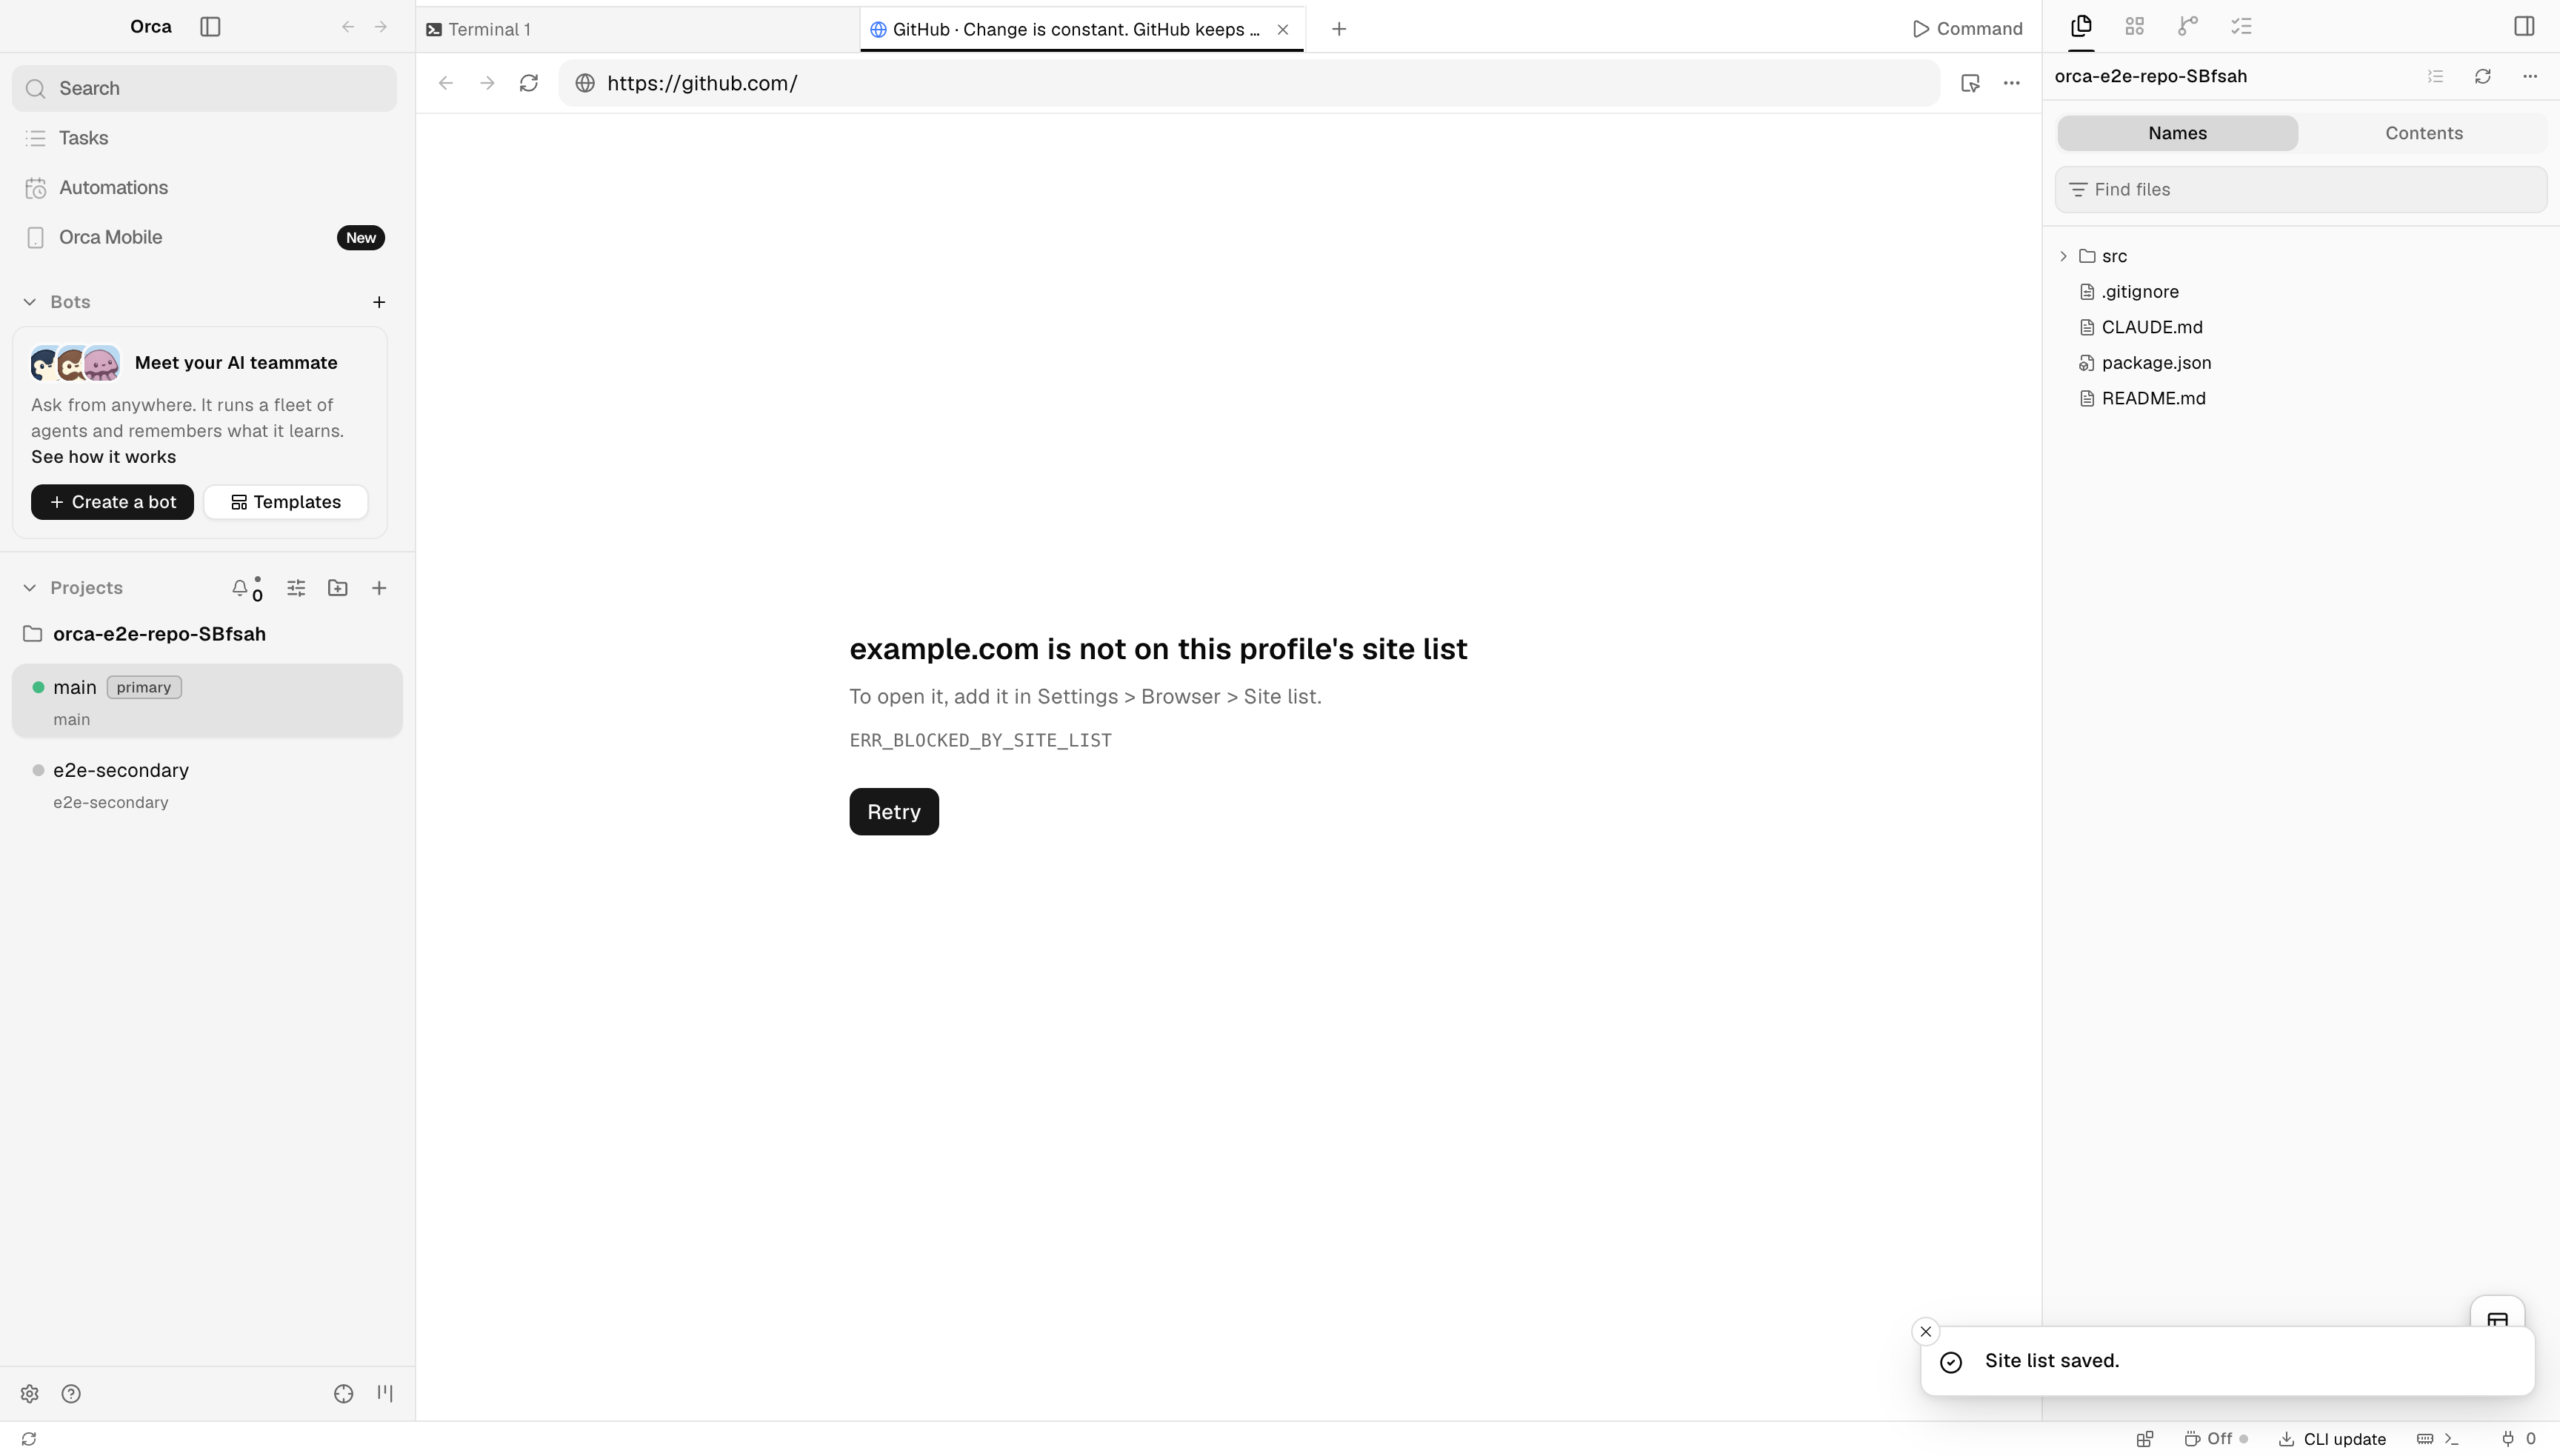 Orca
Terminal 1
GitHub · Change is constant. GitHub keeps ...
Command
Search
https://github.com/
orca-e2e-repo-SBfsah
Tasks
Names
Contents
Automations
Find files
Orca Mobile
New
src
.gitignore
CLAUDE.md
package.json
README.md
Bots
Meet your AI teammate
Ask from anywhere. It runs a fleet of
agents and remembers what it learns.
See how it works
Create a bot
Templates
Projects
0
orca-e2e-repo-SBfsah
main
primary
main
e2e-secondary
e2e-secondary
example.com is not on this profile's site list
To open it, add it in Settings > Browser > Site list.
ERR_BLOCKED_BY_SITE_LIST
Retry
Site list saved.
Off
CLI update
0